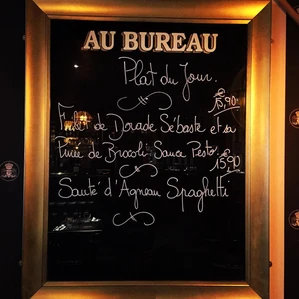 AU BUREAU
Plat du Jour.
15,90
Filet de Dorade Sébaste et sa
Purée de Brocoli Sauce Pesto
15,90
Sauté d'Agneau Spaghetti